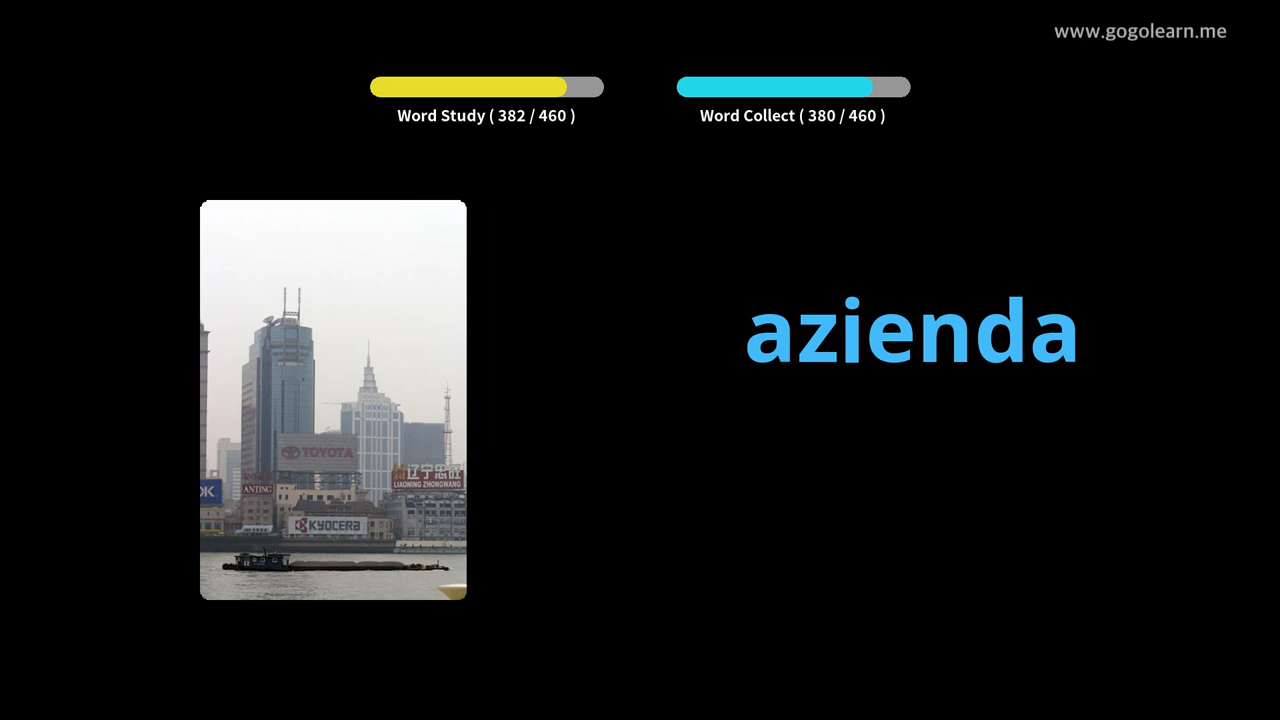 www.gogolearn.me
Word Study ( 382 / 460 )
Word Collect ( 380 / 460 )
azienda
TOYOTA
辽宁忠旺
LIAONING ZHONGWANG
OK
ANTING
KYOCERA